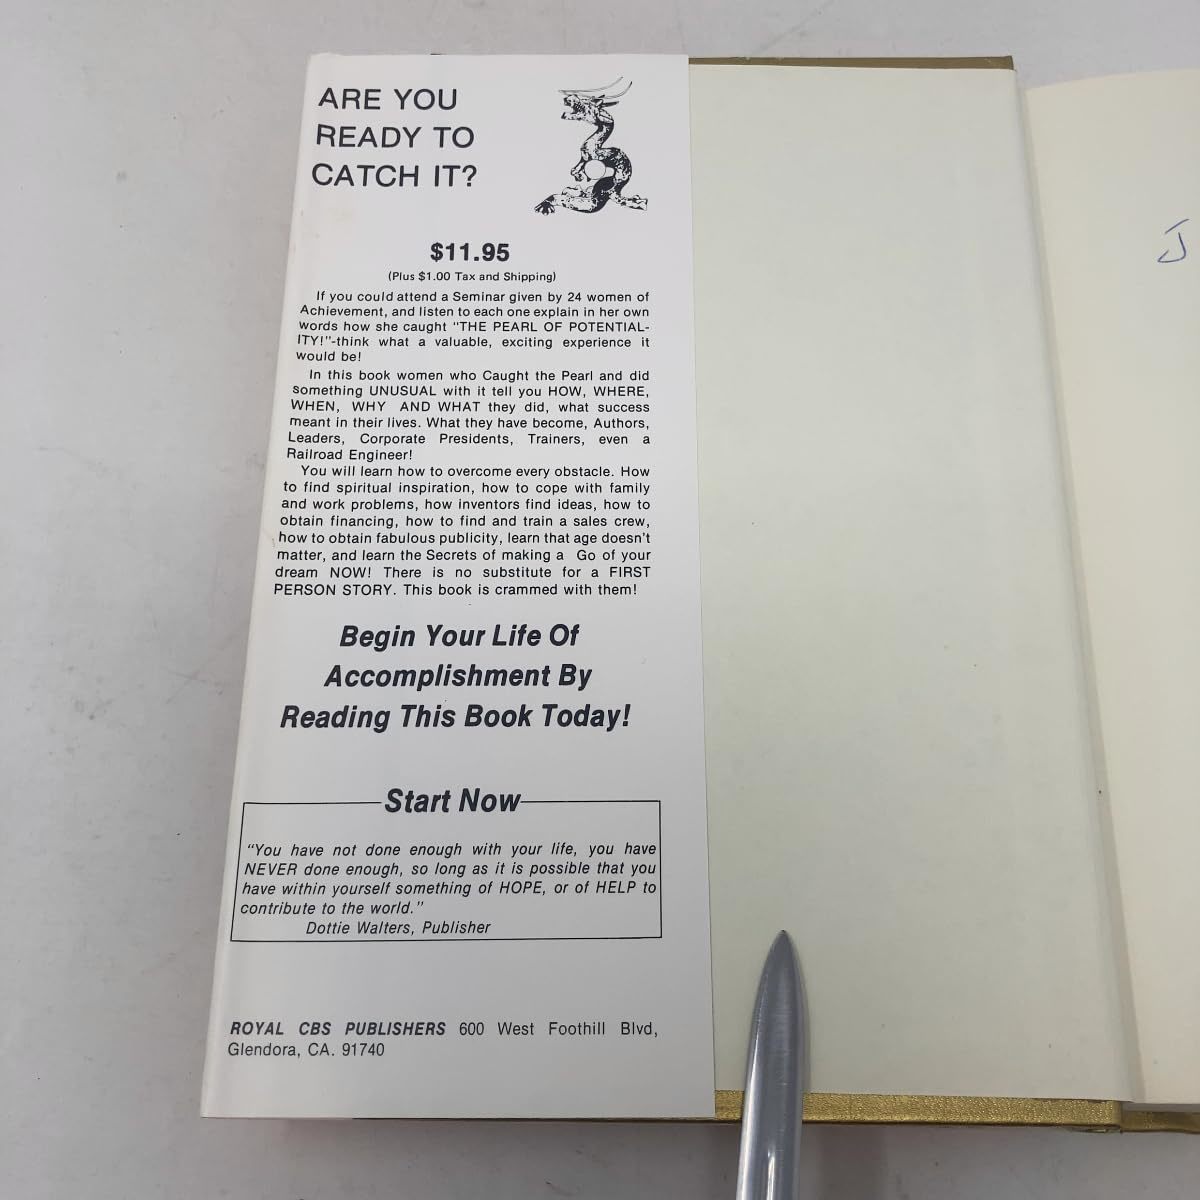 ARE YOU
READY TO
CATCH IT?
$11.95
(Plus $1.00 Tax and Shipping)
If you could attend a Seminar given by 24 women of
Achievement, and listen to each one explain in her own
words how she caught "THE PEARL OF POTENTIAL-
ITY!"-think what a valuable, exciting experience it
would be!
In this book women who Caught the Pearl and did
something UNUSUAL with it tell you HOW, WHERE,
WHEN, WHY AND WHAT they did, what success
meant in their lives. What they have become, Authors,
Leaders, Corporate Presidents, Trainers, even a
Railroad Engineer!
You will learn how to overcome every obstacle. How
to find spiritual inspiration, how to cope with family
and work problems, how inventors find ideas, how to
obtain financing, how to find and train a sales crew,
how to obtain fabulous publicity, learn that age doesn't
matter, and learn the Secrets of making a Go of your
dream NOW! There is no substitute for a FIRST
PERSON STORY. This book is crammed with them!
Begin Your Life Of
Accomplishment By
Reading This Book Today!
Start Now
"You have not done enough with your life, you have
NEVER done enough, so long as it is possible that you
have within yourself something of HOPE, or of HELP to
contribute to the world."
Dottie Walters, Publisher
ROYAL CBS PUBLISHERS 600 West Foothill Blvd,
Glendora, CA. 91740
J